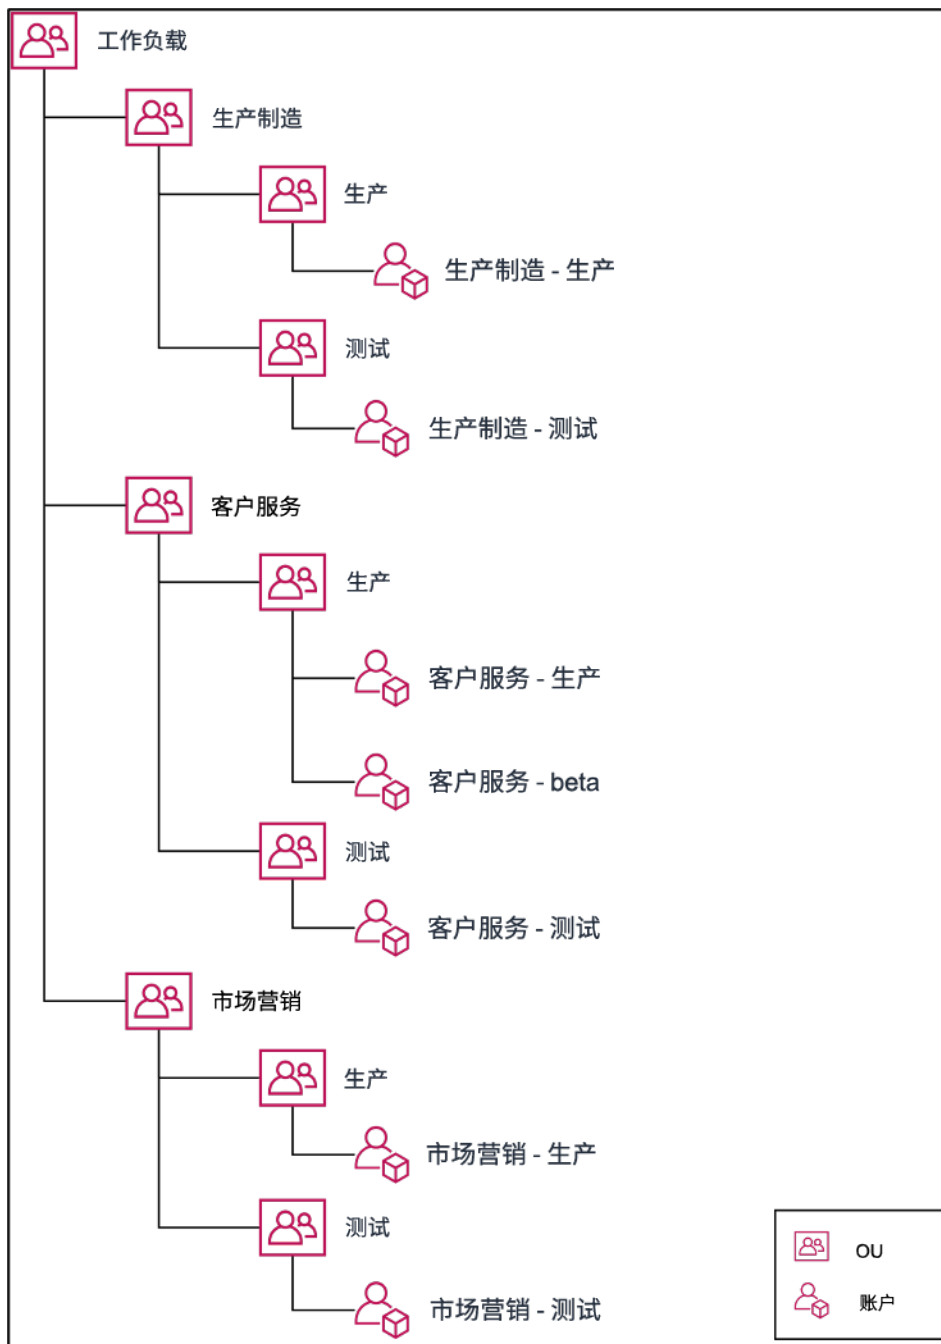 工作负载
生产制造
生产
生产制造 - 生产
测试
生产制造 - 测试
客户服务
生产
客户服务 - 生产
客户服务 - beta
测试
客户服务 - 测试
市场营销
生产
市场营销 - 生产
测试
市场营销 - 测试
OU
账户